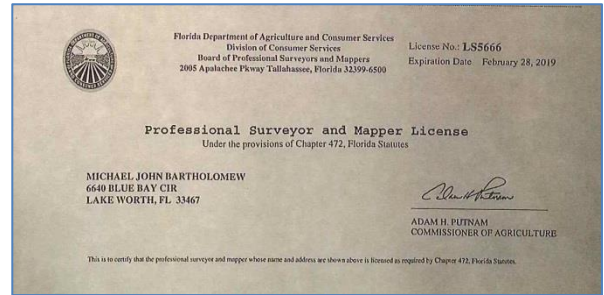 Florida Department of Agriculture and Consumer Services
Division of Consumer Services
Board of Professional Surveyors and Mappers
2005 Apalachee Pkway Tallahassee, Florida 32399-6500
License No.: LS5666
Expiration Date February 28, 2019
Professional Surveyor and Mapper License
Under the provisions of Chapter 472, Florida Statutes
MICHAEL JOHN BARTHOLOMEW
6640 BLUE BAY CIR
LAKE WORTH, FL 33467
ADAM H. PUTNAM
COMMISSIONER OF AGRICULTURE
This is to certify that the professional surveyor and mapper whose name and address are shown above is licensed as required by Chapter 472, Florida Statutes.